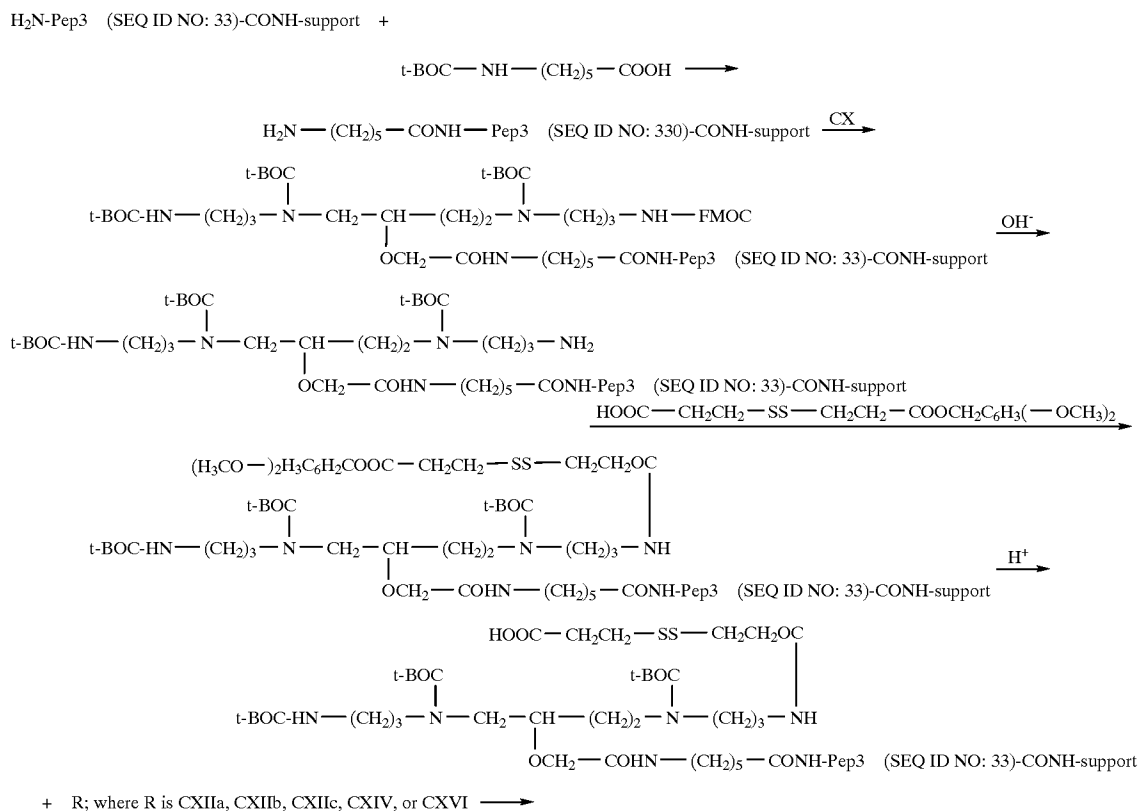 H₂N-Pep3 (SEQ ID NO: 33)-CONH-support +
t-BOC—NH—(CH₂)₅—COOH
H₂N—(CH₂)₅—CONH—Pep3 (SEQ ID NO: 330)-CONH-support CX
t-BOC t-BOC
t-BOC-HN—(CH₂)₃—N—CH₂—CH—(CH₂)₂—N—(CH₂)₃—NH—FMOC
OH⁻
OCH₂—COHN—(CH₂)₅—CONH-Pep3 (SEQ ID NO: 33)-CONH-support
t-BOC t-BOC
t-BOC-HN—(CH₂)₃—N—CH₂—CH—(CH₂)₂—N—(CH₂)₃—NH₂
OCH₂—COHN—(CH₂)₅—CONH-Pep3 (SEQ ID NO: 33)-CONH-support
HOOC—CH₂CH₂—SS—CH₂CH₂—COOCH₂C₆H₃(—OCH₃)₂
(H₃CO—)₂H₃C₆H₂COOC—CH₂CH₂—SS—CH₂CH₂OC
t-BOC t-BOC
t-BOC-HN—(CH₂)₃—N—CH₂—CH—(CH₂)₂—N—(CH₂)₃—NH
H⁺
OCH₂—COHN—(CH₂)₅—CONH-Pep3 (SEQ ID NO: 33)-CONH-support
HOOC—CH₂CH₂—SS—CH₂CH₂OC
t-BOC t-BOC
t-BOC-HN—(CH₂)₃—N—CH₂—CH—(CH₂)₂—N—(CH₂)₃—NH
OCH₂—COHN—(CH₂)₅—CONH-Pep3 (SEQ ID NO: 33)-CONH-support
+ R; where R is CXIIa, CXIIb, CXIIc, CXIV, or CXVI